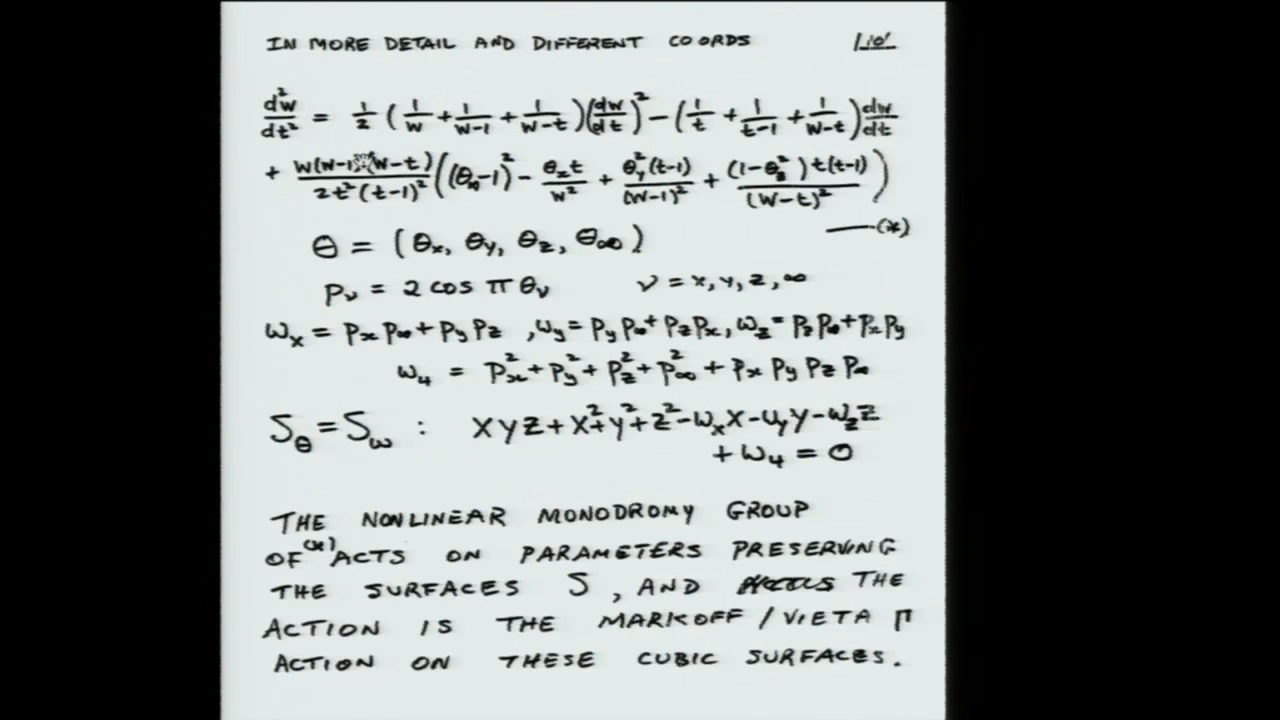 IN MORE DETAIL AND DIFFERENT COORDS 10'
d²w/dt² = 1/2 (1/w + 1/(w-1) + 1/(w-t)) (dw/dt)² - (1/t + 1/(t-1) + 1/(w-t)) dw/dt
+ w(w-1)(w-t)/(2t²(t-1)²) ((θ∞-1)² - θx t/w² + θy²(t-1)/(w-1)² + (1-θz²)t(t-1)/(w-t)²)
θ = (θx, θy, θz, θ∞) —(*)
pν = 2 cos π θν ν = x, y, z, ∞
ωx = px p∞ + py pz, ωy = py p∞ + pz px, ωz = pz p∞ + px py
ω4 = px² + py² + pz² + p∞² + px py pz p∞
Sθ = Sω : xyz + x² + y² + z² - ωx x - ωy y - ωz z
+ ω4 = 0
THE NONLINEAR MONODROMY GROUP
OF (*) ACTS ON PARAMETERS PRESERVING
THE SURFACES S, AND THE
ACTION IS THE MARKOFF / VIETA Γ
ACTION ON THESE CUBIC SURFACES.